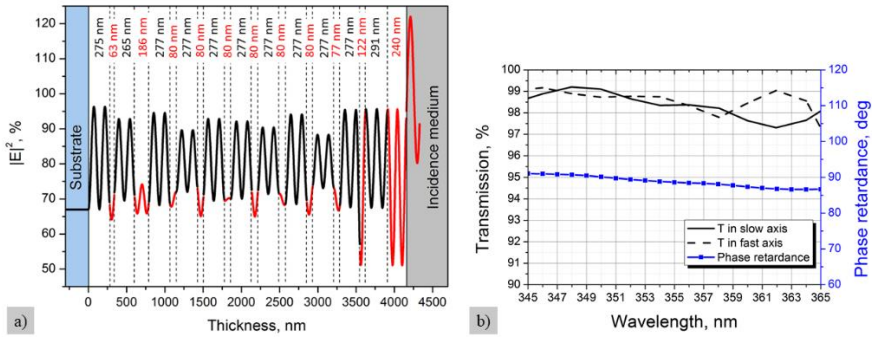 275 nm
63 nm
265 nm
186 nm
277 nm
80 nm
277 nm
80 nm
277 nm
80 nm
277 nm
80 nm
277 nm
80 nm
277 nm
80 nm
277 nm
77 nm
277 nm
122 nm
291 nm
240 nm
120
110
100
90
80
70
60
50
|E|², %
Substrate
Incidence medium
0 500 1000 1500 2000 2500 3000 3500 4000 4500
Thickness, nm
a)
100
99
98
97
96
95
94
93
92
91
90
Transmission, %
120
110
100
90
80
70
60
Phase retardance, deg
T in slow axis
T in fast axis
Phase retardance
345 347 349 351 353 355 357 359 361 363 365
Wavelength, nm
b)